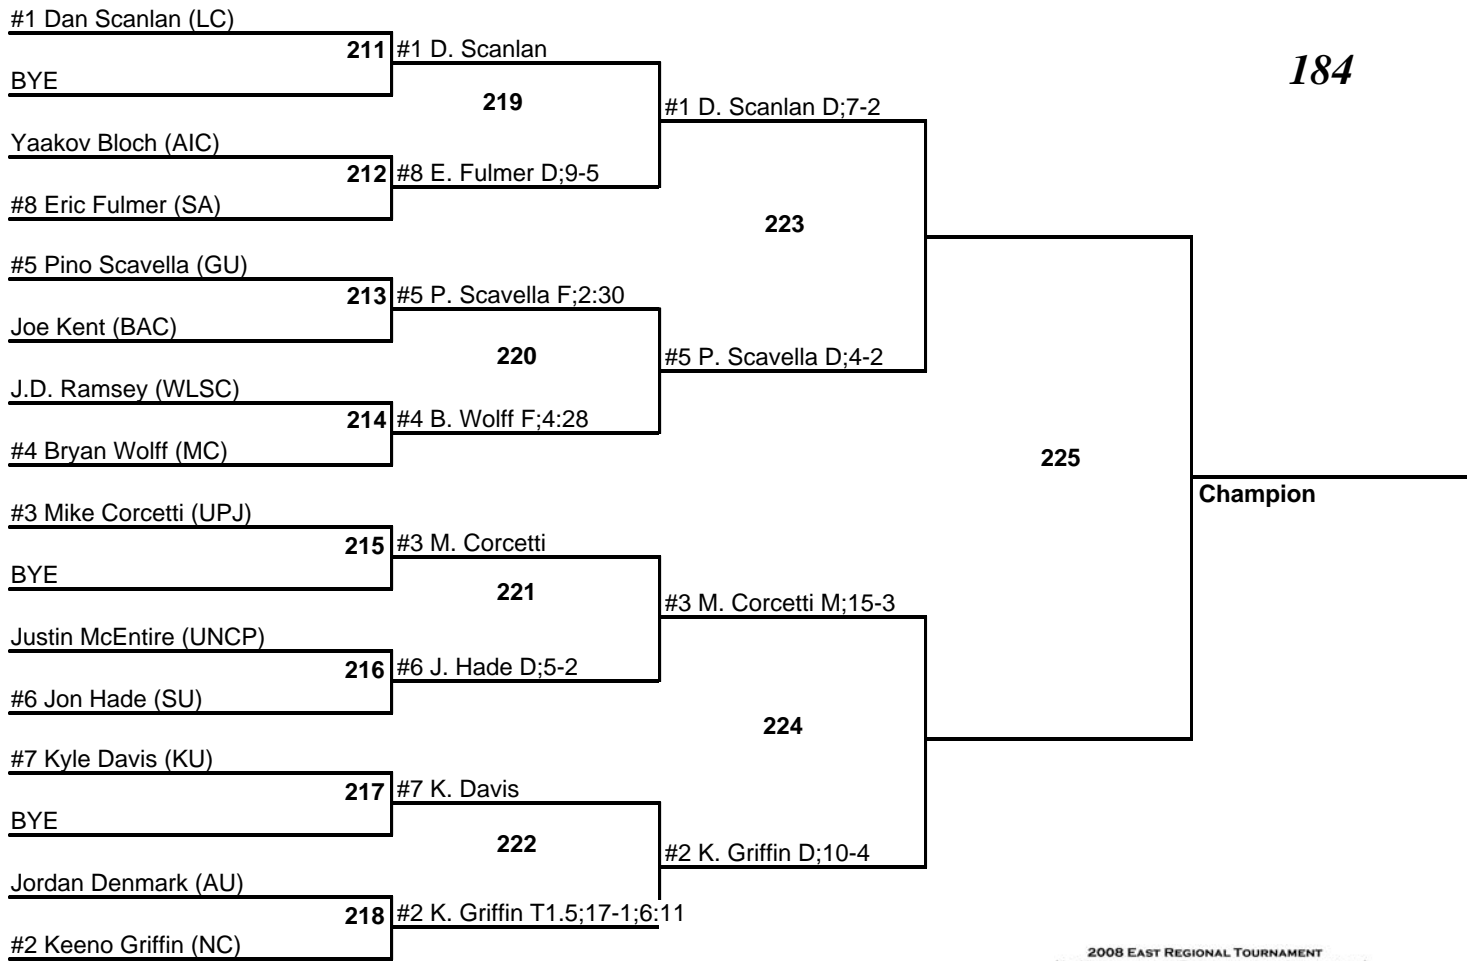 #1 Dan Scanlan (LC)
211 #1 D. Scanlan
184
BYE
219
#1 D. Scanlan D;7-2
Yaakov Bloch (AIC)
212 #8 E. Fulmer D;9-5
#8 Eric Fulmer (SA)
223
#5 Pino Scavella (GU)
213 #5 P. Scavella F;2:30
Joe Kent (BAC)
220
#5 P. Scavella D;4-2
J.D. Ramsey (WLSC)
214 #4 B. Wolff F;4:28
#4 Bryan Wolff (MC)
225
Champion
#3 Mike Corcetti (UPJ)
215 #3 M. Corcetti
BYE
221
#3 M. Corcetti M;15-3
Justin McEntire (UNCP)
216 #6 J. Hade D;5-2
#6 Jon Hade (SU)
224
#7 Kyle Davis (KU)
217 #7 K. Davis
BYE
222
#2 K. Griffin D;10-4
Jordan Denmark (AU)
218 #2 K. Griffin T1.5;17-1;6:11
#2 Keeno Griffin (NC)
2008 EAST REGIONAL TOURNAMENT